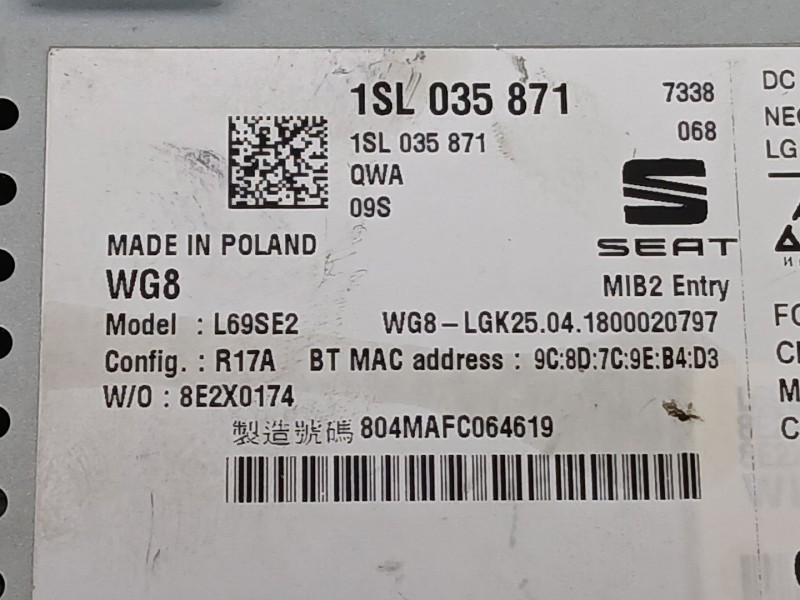 1SL 035 871
7338
1SL 035 871
068
QWA
09S
SEAT
MADE IN POLAND
WG8
MIB2 Entry
Model : L69SE2
WG8-LGK25.04.1800020797
Config. : R17A BT MAC address : 9C:8D:7C:9E:B4:D3
W/O : 8E2X0174
製造號碼 804MAFC064619
DC
LG